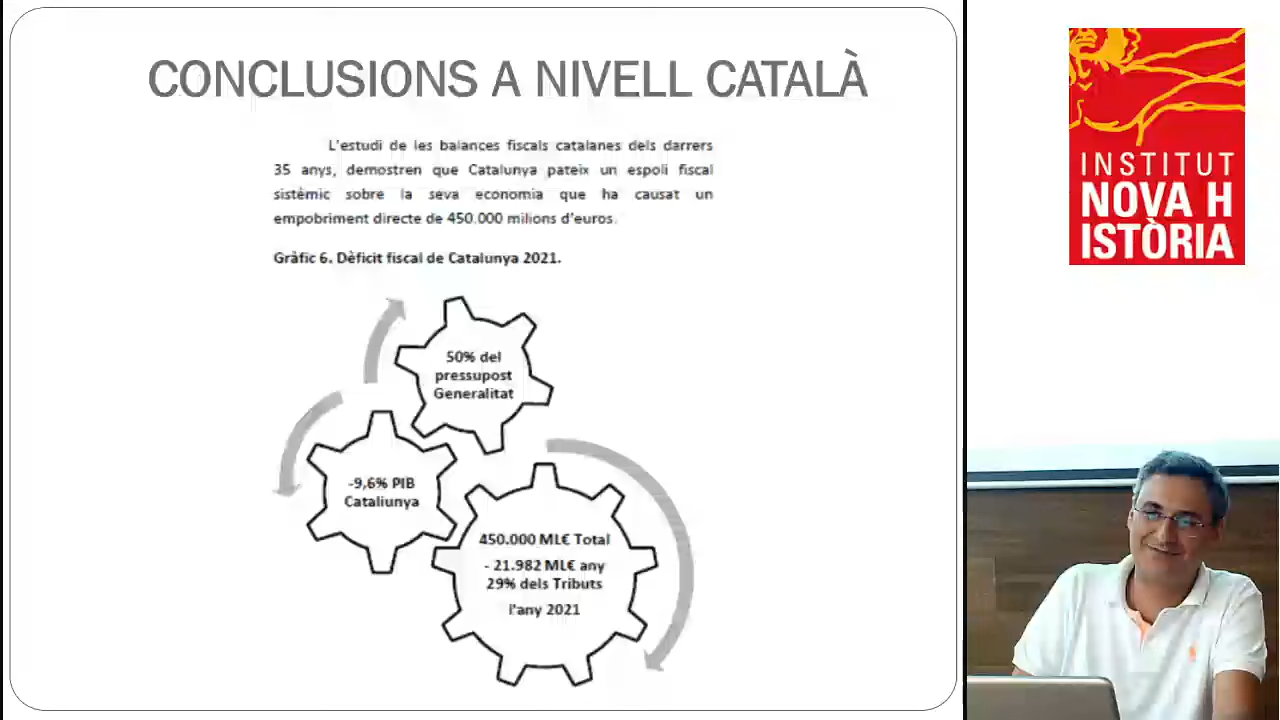 CONCLUSIONS A NIVELL CATALÀ
L'estudi de les balances fiscals catalanes dels darrers
35 anys, demostren que Catalunya pateix un espoli fiscal
sistèmic sobre la seva economia que ha causat un
empobriment directe de 450.000 milions d'euros.
Gràfic 6. Dèficit fiscal de Catalunya 2021.
50% del
pressupost
Generalitat
-9,6% PIB
Cataliunya
450.000 ML€ Total
- 21.982 ML€ any
29% dels Tributs
l'any 2021
INSTITUT
NOVA H
ISTÒRIA